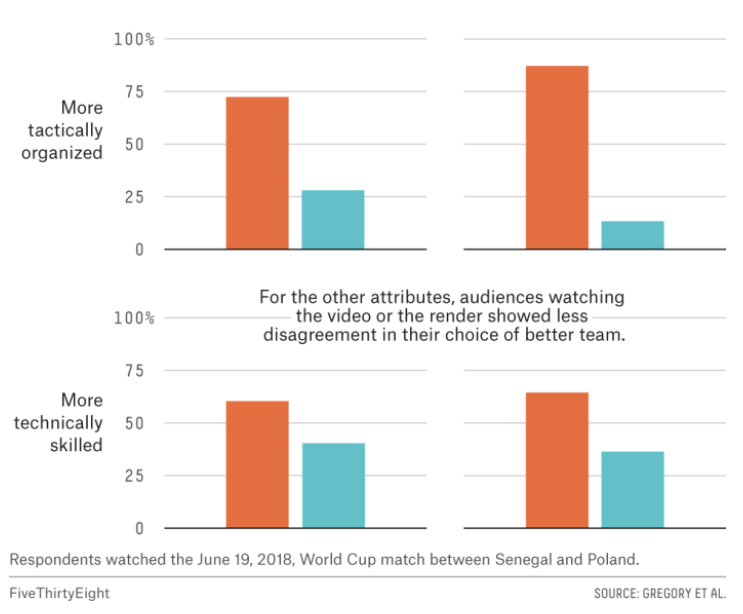 100%
75
More
tactically
organized
50
25
0
For the other attributes, audiences watching
100%
the video or the render showed less
disagreement in their choice of better team.
75
More
technically
skilled
50
25
0
Respondents watched the June 19, 2018, World Cup match between Senegal and Poland.
FiveThirtyEight
SOURCE: GREGORY ET AL.